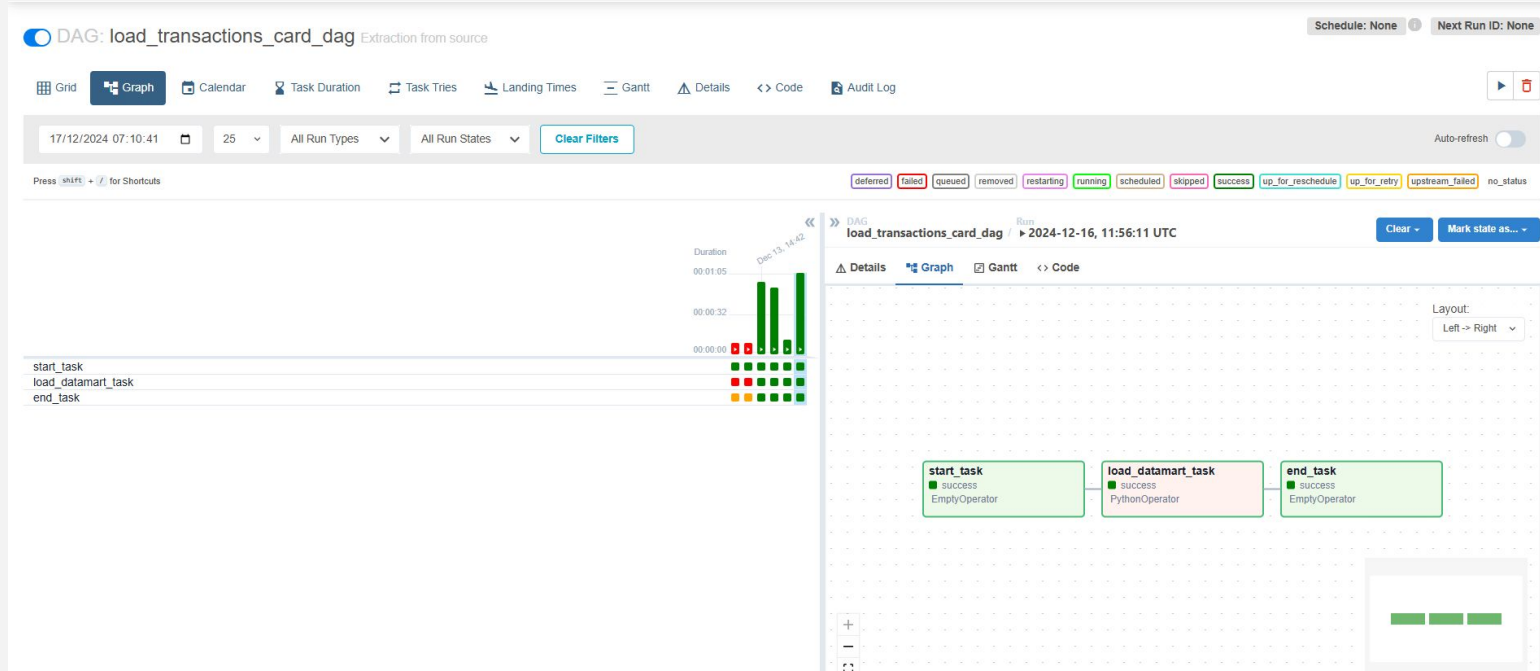 DAG: load_transactions_card_dag Extraction from source
Schedule: None
Next Run ID: None
Grid
Graph
Calendar
Task Duration
Task Tries
Landing Times
Gantt
Details
Code
Audit Log
17/12/2024 07:10:41
25
All Run Types
All Run States
Clear Filters
Auto-refresh
Press shift + / for Shortcuts
deferred
failed
queued
removed
restarting
running
scheduled
skipped
success
up_for_reschedule
up_for_retry
upstream_failed
no_status
Duration
Dec 13, 14:42
00:01:05
00:00:32
00:00:00
start_task
load_datamart_task
end_task
DAG
load_transactions_card_dag
/
Run
2024-12-16, 11:56:11 UTC
Clear
Mark state as...
Details
Graph
Gantt
Code
Layout:
Left -> Right
start_task
success
EmptyOperator
load_datamart_task
success
PythonOperator
end_task
success
EmptyOperator